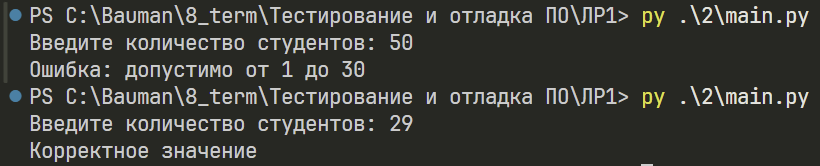 PS C:\Bauman\8_term\Тестирование и отладка ПО\ЛР1> py .\2\main.py
Введите количество студентов: 50
Ошибка: допустимо от 1 до 30
PS C:\Bauman\8_term\Тестирование и отладка ПО\ЛР1> py .\2\main.py
Введите количество студентов: 29
Корректное значение